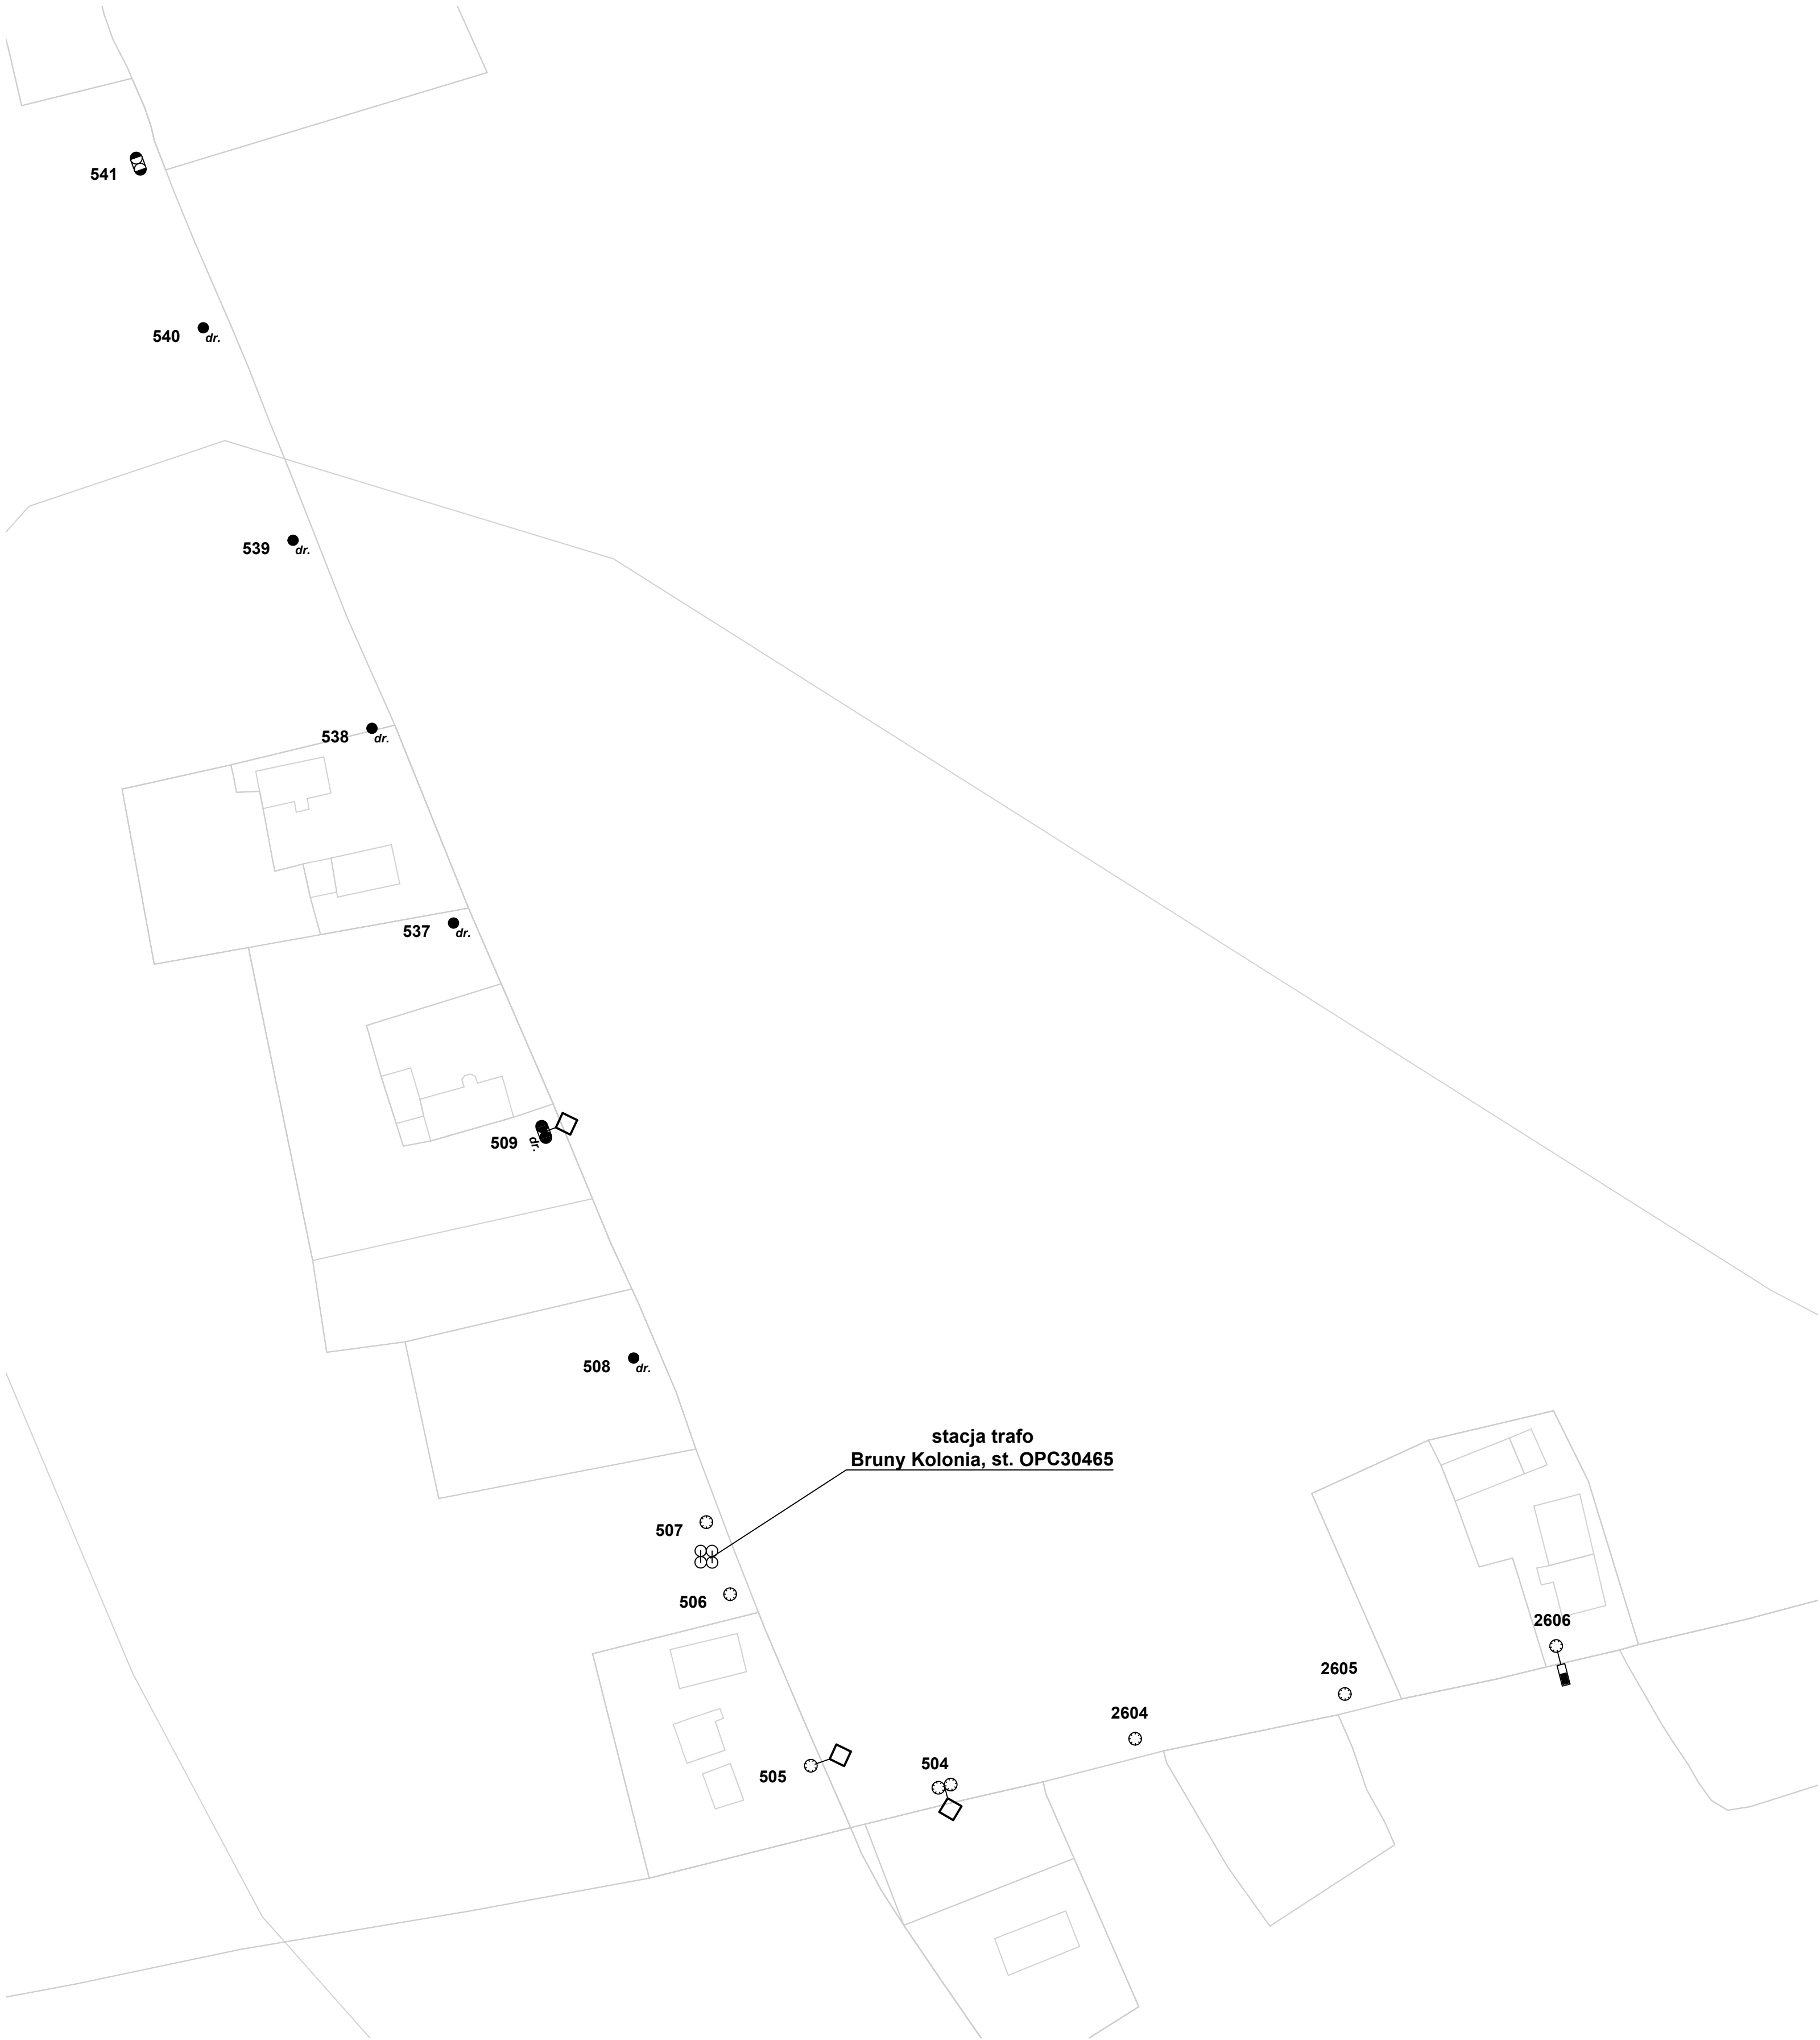 541
540
dr.
539
dr.
538
dr.
537
dr.
509
dr.
508
dr.
stacja trafo
Bruny Kolonia, st. OPC30465
507
506
2606
2605
2604
504
505